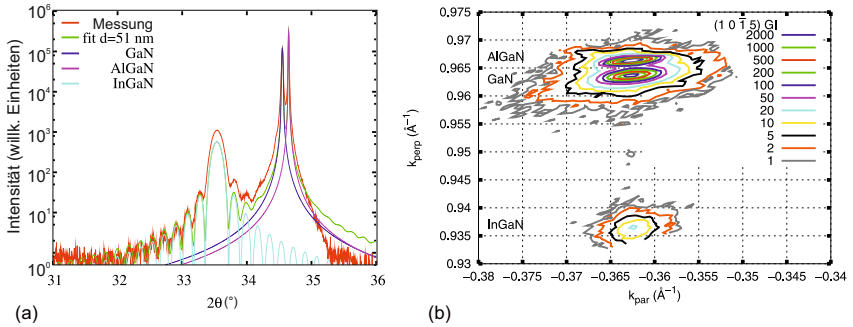 Messung
fit d=51 nm
GaN
AlGaN
InGaN
Intensität (willk. Einheiten)
10⁶
10⁵
10⁴
10³
10²
10¹
10⁰
31 32 33 34 35 36
2θ(°)
(a)
(1 0 1̄ 5) GI
2000
1000
500
200
100
50
20
10
5
2
1
AlGaN
GaN
InGaN
k_perp (Å⁻¹)
0.975
0.97
0.965
0.96
0.955
0.95
0.945
0.94
0.935
0.93
−0.38 −0.375 −0.37 −0.365 −0.36 −0.355 −0.35 −0.345 −0.34
k_par (Å⁻¹)
(b)